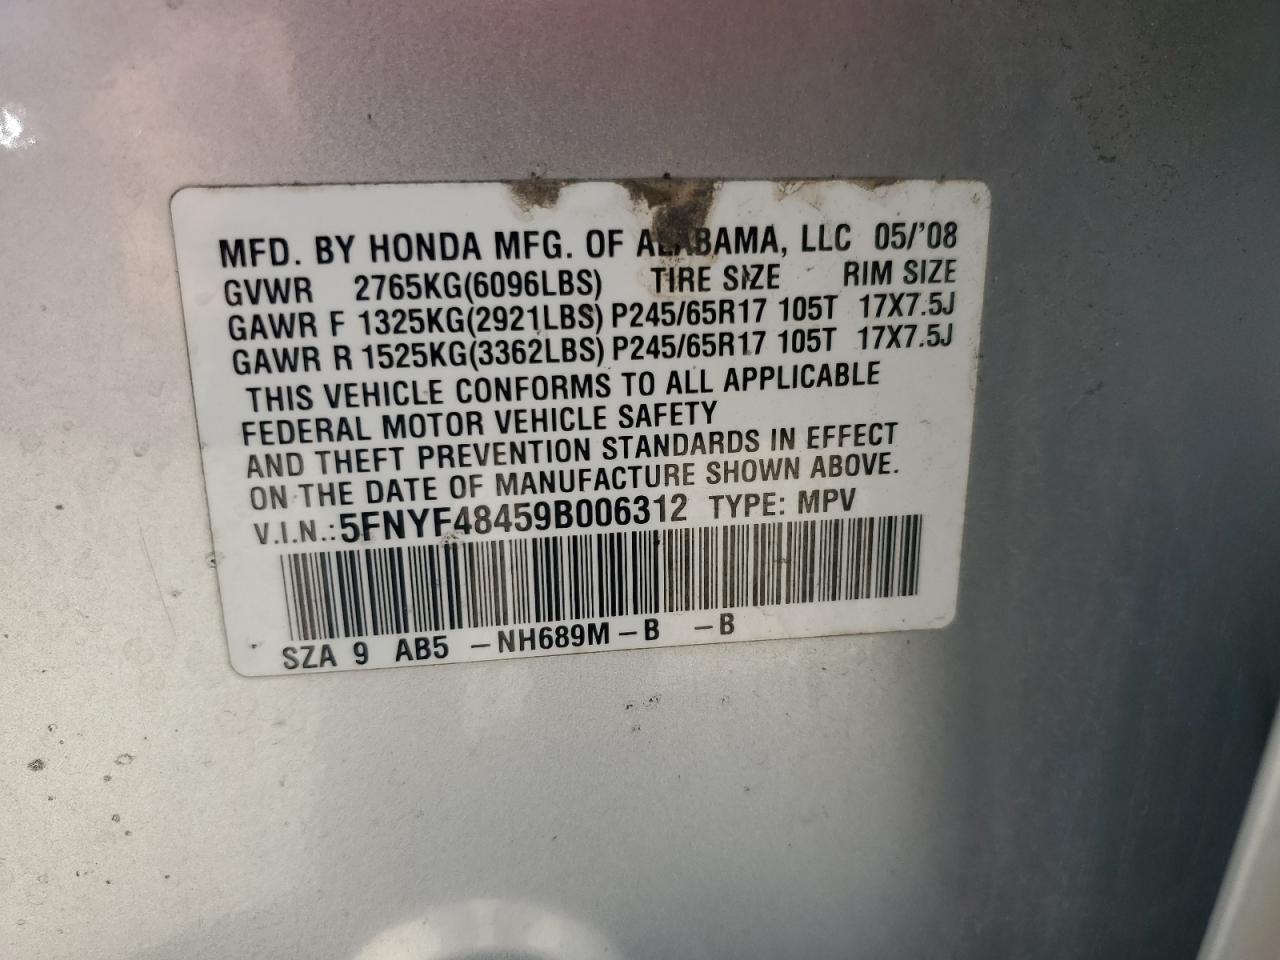 MFD. BY HONDA MFG. OF ALABAMA, LLC 05/'08
GVWR 2765KG(6096LBS) TIRE SIZE RIM SIZE
GAWR F 1325KG(2921LBS) P245/65R17 105T 17X7.5J
GAWR R 1525KG(3362LBS) P245/65R17 105T 17X7.5J
THIS VEHICLE CONFORMS TO ALL APPLICABLE
FEDERAL MOTOR VEHICLE SAFETY
AND THEFT PREVENTION STANDARDS IN EFFECT
ON THE DATE OF MANUFACTURE SHOWN ABOVE.
V.I.N.: 5FNYF48459B006312 TYPE: MPV
SZA 9 AB5 -NH689M-B -B